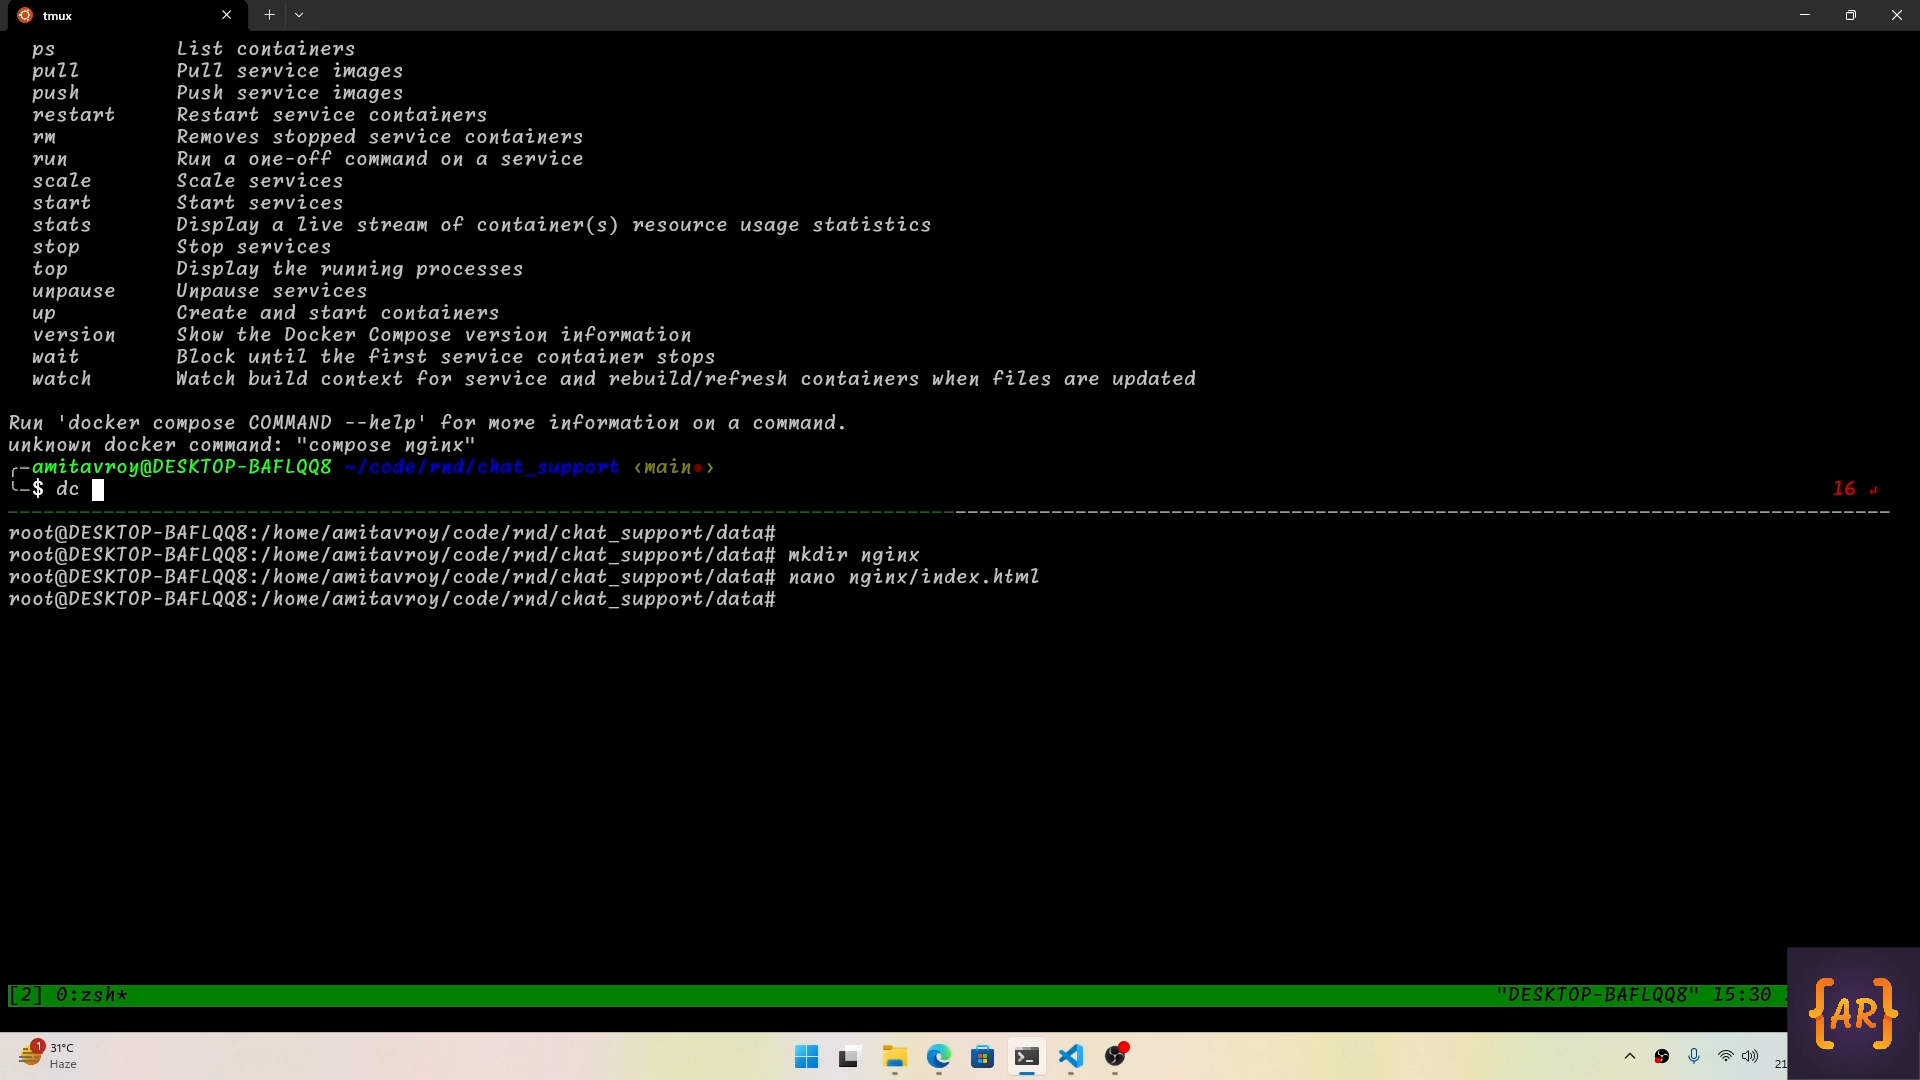 tmux
ps List containers
pull Pull service images
push Push service images
restart Restart service containers
rm Removes stopped service containers
run Run a one-off command on a service
scale Scale services
start Start services
stats Display a live stream of container(s) resource usage statistics
stop Stop services
top Display the running processes
unpause Unpause services
up Create and start containers
version Show the Docker Compose version information
wait Block until the first service container stops
watch Watch build context for service and rebuild/refresh containers when files are updated
Run 'docker compose COMMAND --help' for more information on a command.
unknown docker command: "compose nginx"
amitavroy@DESKTOP-BAFLQQ8 ~/code/rnd/chat_support ‹main●›
$ dc 16 ↵
root@DESKTOP-BAFLQQ8:/home/amitavroy/code/rnd/chat_support/data#
root@DESKTOP-BAFLQQ8:/home/amitavroy/code/rnd/chat_support/data# mkdir nginx
root@DESKTOP-BAFLQQ8:/home/amitavroy/code/rnd/chat_support/data# nano nginx/index.html
root@DESKTOP-BAFLQQ8:/home/amitavroy/code/rnd/chat_support/data#
[2] 0:zsh* "DESKTOP-BAFLQQ8" 15:30
{AR}
1 31°C
Haze
21